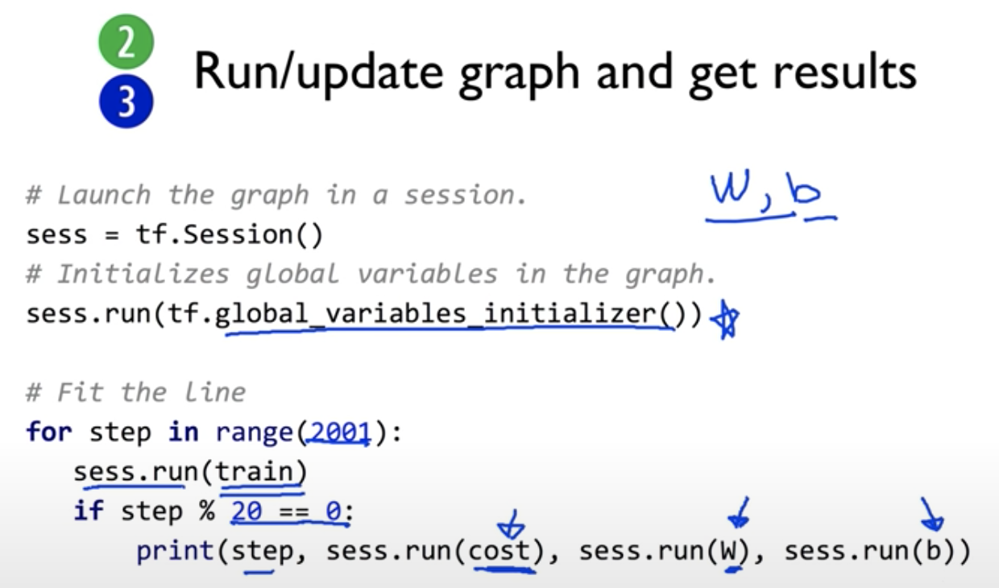 2
3
Run/update graph and get results
W, b
# Launch the graph in a session.
sess = tf.Session()
# Initializes global variables in the graph.
sess.run(tf.global_variables_initializer())
# Fit the line
for step in range(2001):
sess.run(train)
if step % 20 == 0:
print(step, sess.run(cost), sess.run(W), sess.run(b))